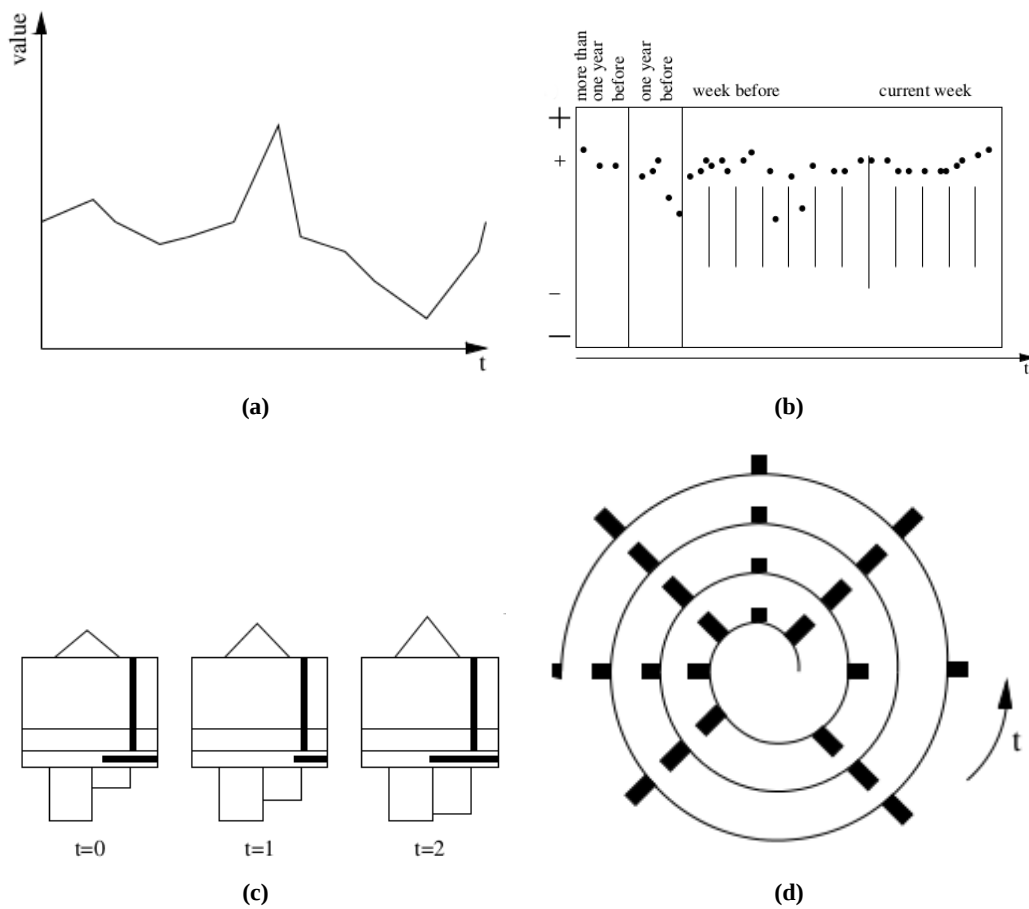 value
t
(a)
more than
one year
before
one year
before
week before
current week
+
+
–
—
t
(b)
t=0
t=1
t=2
(c)
t
(d)